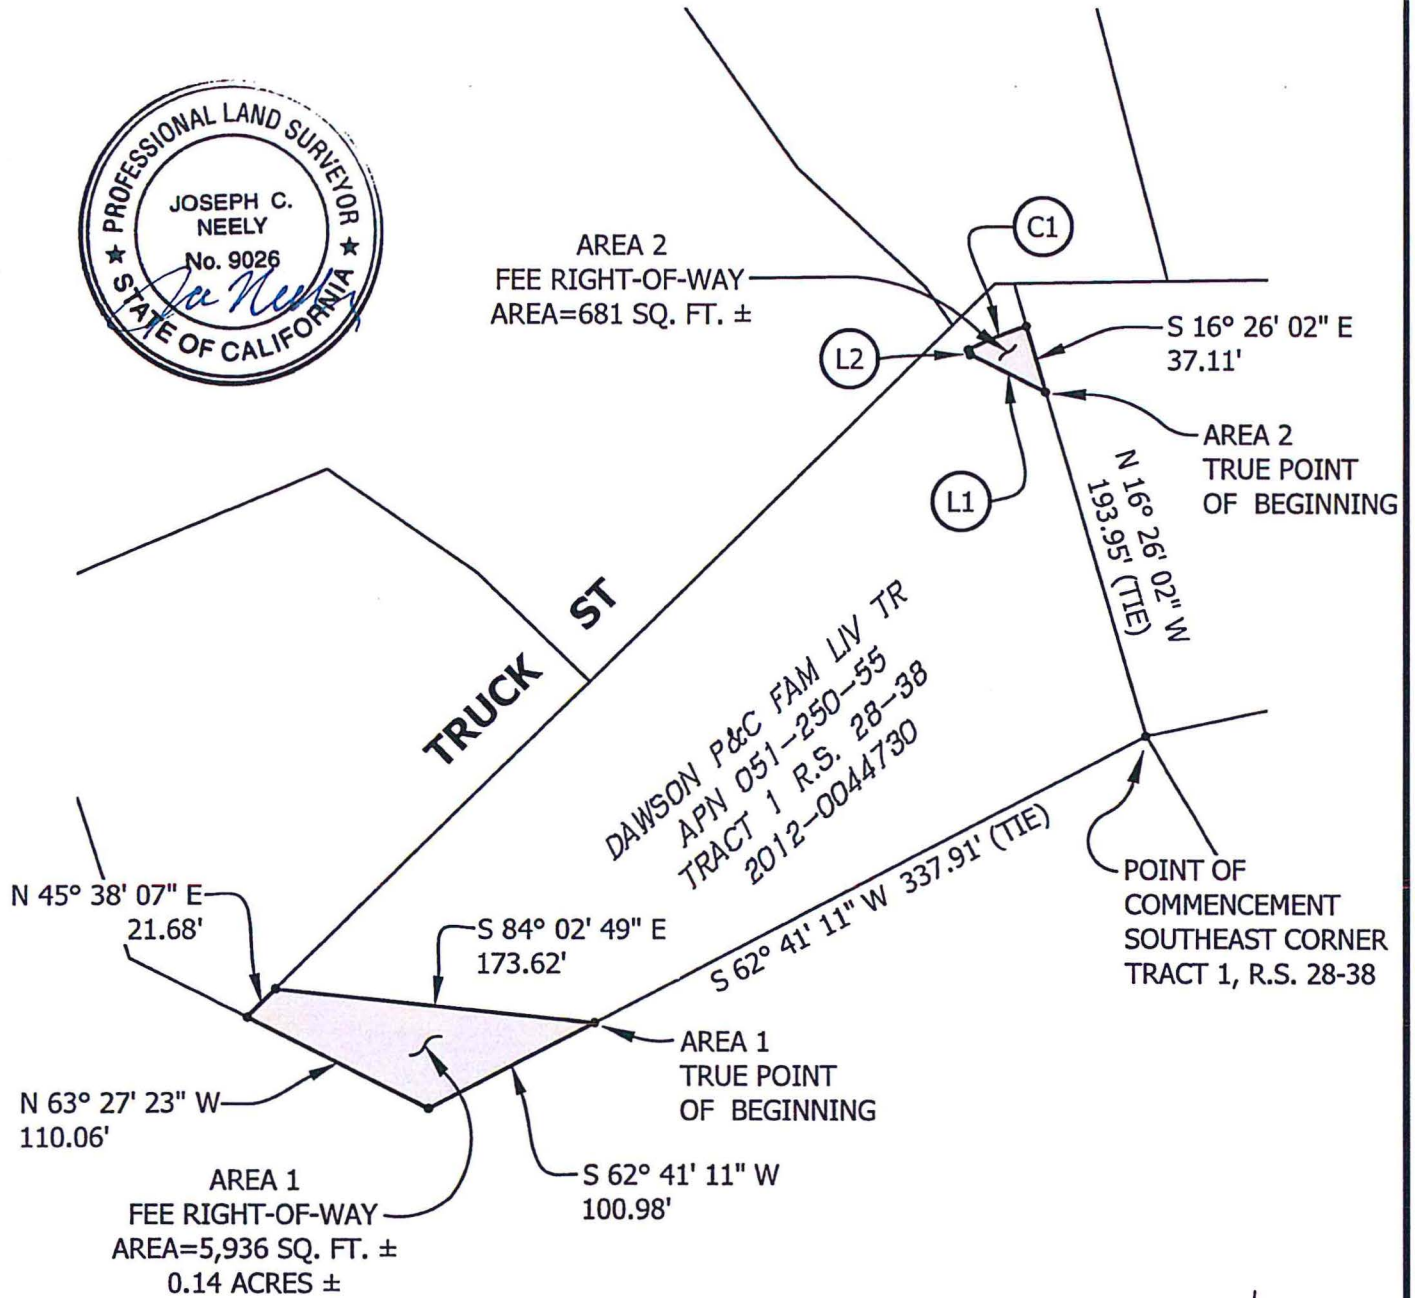 PROFESSIONAL LAND SURVEYOR
JOSEPH C.
NEELY
No. 9026
STATE OF CALIFORNIA
AREA 2
FEE RIGHT-OF-WAY
AREA=681 SQ. FT. ±
C1
L2
S 16° 26' 02" E
37.11'
L1
AREA 2
TRUE POINT
OF BEGINNING
N 16° 26' 02" W
193.95' (TIE)
TRUCK ST
DAWSON P&C FAM LIV TR
APN 051-250-55
TRACT 1 R.S. 28-38
2012-0044730
S 62° 41' 11" W 337.91' (TIE)
POINT OF
COMMENCEMENT
SOUTHEAST CORNER
TRACT 1, R.S. 28-38
N 45° 38' 07" E
21.68'
S 84° 02' 49" E
173.62'
AREA 1
TRUE POINT
OF BEGINNING
N 63° 27' 23" W
110.06'
S 62° 41' 11" W
100.98'
AREA 1
FEE RIGHT-OF-WAY
AREA=5,936 SQ. FT. ±
0.14 ACRES ±